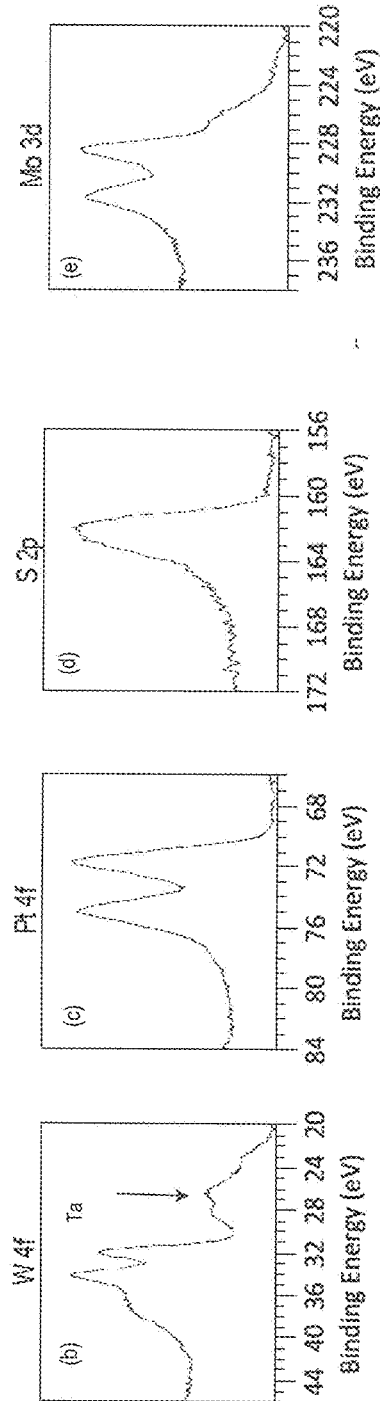 W 4f
(b)
Ta
44 40 36 32 28 24 20
Binding Energy (eV)
Pt 4f
(c)
84 80 76 72 68
Binding Energy (eV)
S 2p
(d)
172 168 164 160 156
Binding Energy (eV)
Mo 3d
(e)
236 232 228 224 220
Binding Energy (eV)